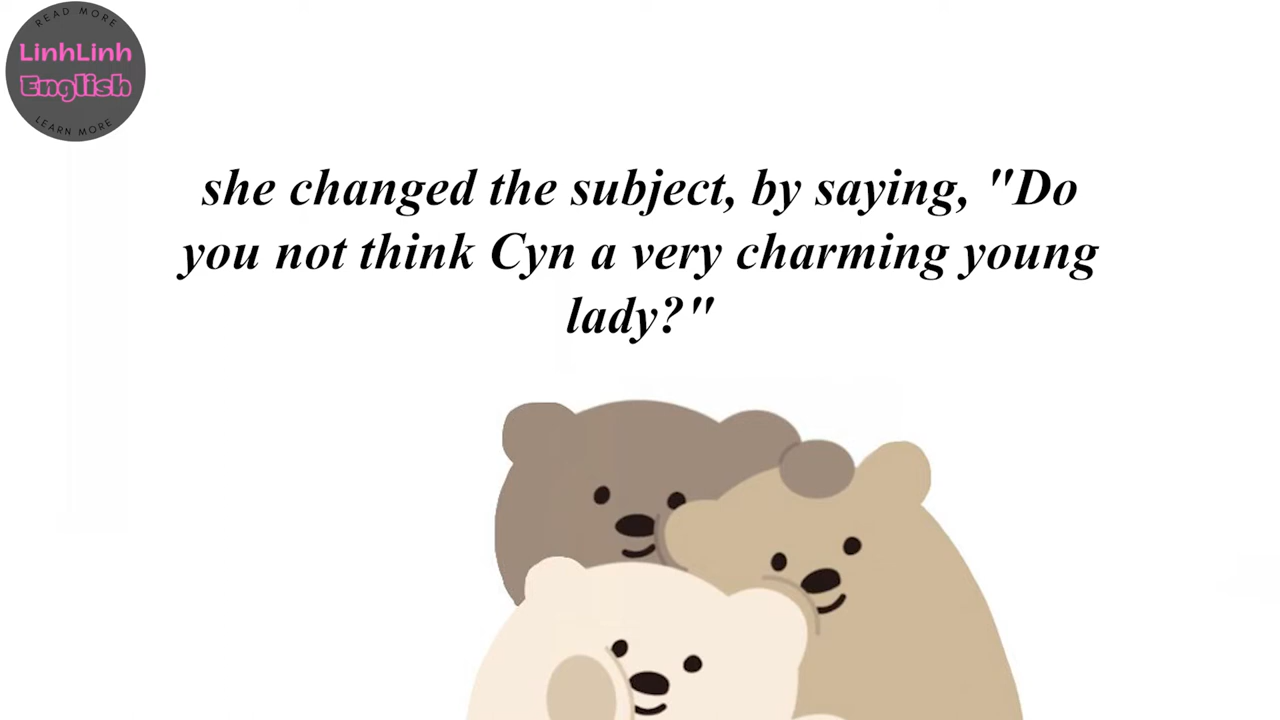 READ MORE
LinhLinh
English
LEARN MORE
she changed the subject, by saying, "Do
you not think Cyn a very charming young
lady?"